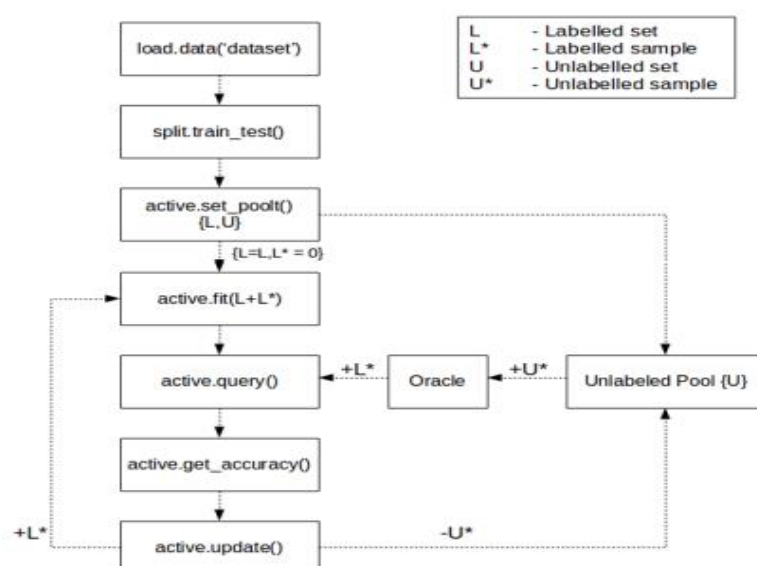 load.data('dataset')
L - Labelled set
L* - Labelled sample
U - Unlabelled set
U* - Unlabelled sample
split.train_test()
active.set_poolt()
{L,U}
{L=L,L* = 0}
active.fit(L+L*)
active.query()
+L*
Oracle
+U*
Unlabeled Pool {U}
active.get_accuracy()
+L*
active.update()
-U*